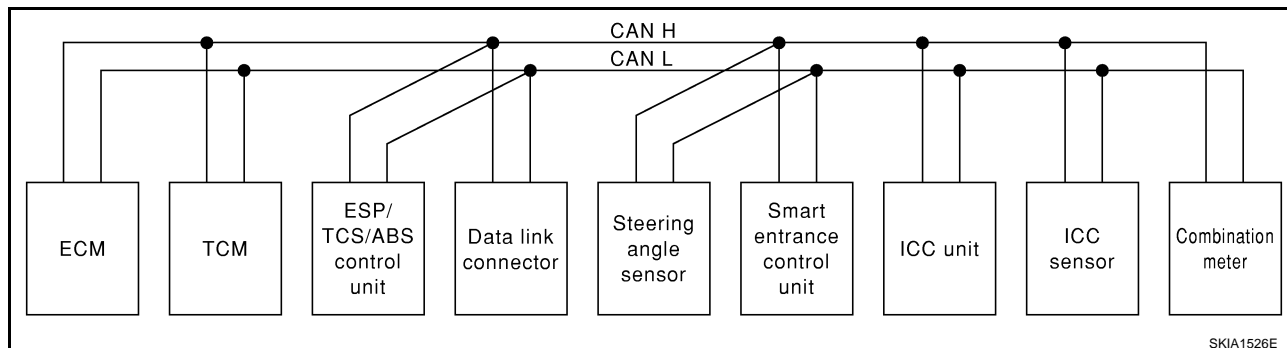 CAN H
CAN L
ECM
TCM
ESP/
TCS/ABS
control
unit
Data link
connector
Steering
angle
sensor
Smart
entrance
control
unit
ICC unit
ICC
sensor
Combination
meter
SKIA1526E